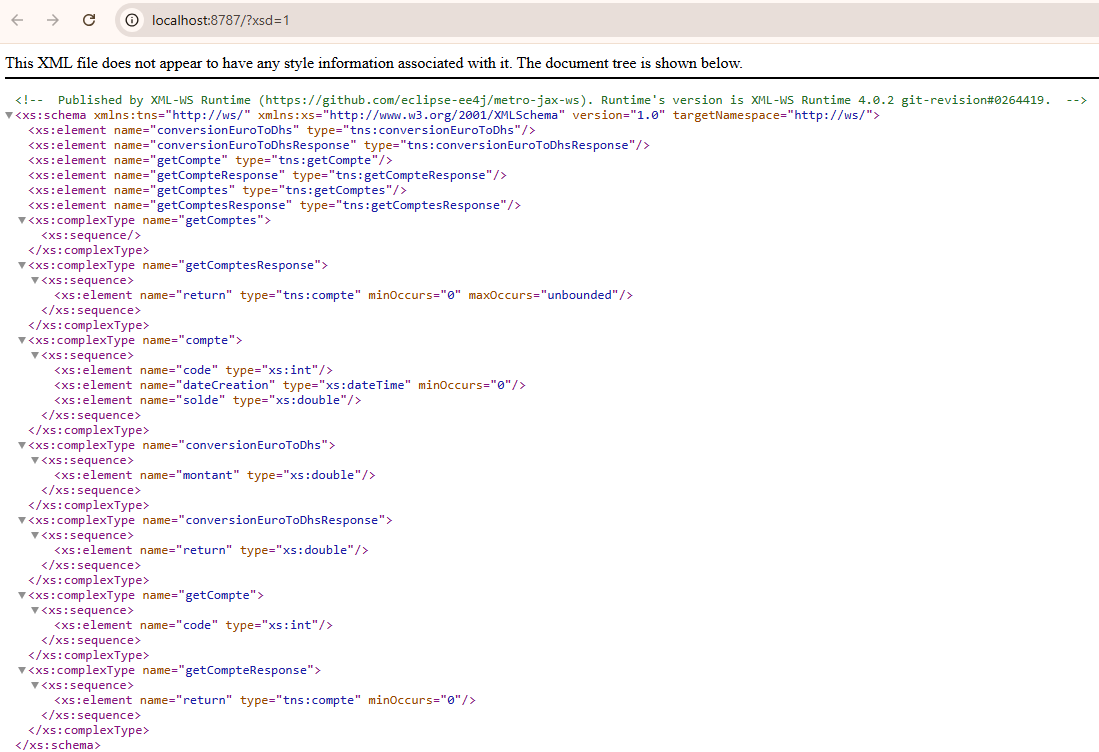 localhost:8787/?xsd=1
This XML file does not appear to have any style information associated with it. The document tree is shown below.
<!--  Published by XML-WS Runtime (https://github.com/eclipse-ee4j/metro-jax-ws). Runtime's version is XML-WS Runtime 4.0.2 git-revision#0264419.  -->
<xs:schema xmlns:tns="http://ws/" xmlns:xs="http://www.w3.org/2001/XMLSchema" version="1.0" targetNamespace="http://ws/">
<xs:element name="conversionEuroToDhs" type="tns:conversionEuroToDhs"/>
<xs:element name="conversionEuroToDhsResponse" type="tns:conversionEuroToDhsResponse"/>
<xs:element name="getCompte" type="tns:getCompte"/>
<xs:element name="getCompteResponse" type="tns:getCompteResponse"/>
<xs:element name="getComptes" type="tns:getComptes"/>
<xs:element name="getComptesResponse" type="tns:getComptesResponse"/>
<xs:complexType name="getComptes">
<xs:sequence/>
</xs:complexType>
<xs:complexType name="getComptesResponse">
<xs:sequence>
<xs:element name="return" type="tns:compte" minOccurs="0" maxOccurs="unbounded"/>
</xs:sequence>
</xs:complexType>
<xs:complexType name="compte">
<xs:sequence>
<xs:element name="code" type="xs:int"/>
<xs:element name="dateCreation" type="xs:dateTime" minOccurs="0"/>
<xs:element name="solde" type="xs:double"/>
</xs:sequence>
</xs:complexType>
<xs:complexType name="conversionEuroToDhs">
<xs:sequence>
<xs:element name="montant" type="xs:double"/>
</xs:sequence>
</xs:complexType>
<xs:complexType name="conversionEuroToDhsResponse">
<xs:sequence>
<xs:element name="return" type="xs:double"/>
</xs:sequence>
</xs:complexType>
<xs:complexType name="getCompte">
<xs:sequence>
<xs:element name="code" type="xs:int"/>
</xs:sequence>
</xs:complexType>
<xs:complexType name="getCompteResponse">
<xs:sequence>
<xs:element name="return" type="tns:compte" minOccurs="0"/>
</xs:sequence>
</xs:complexType>
</xs:schema>